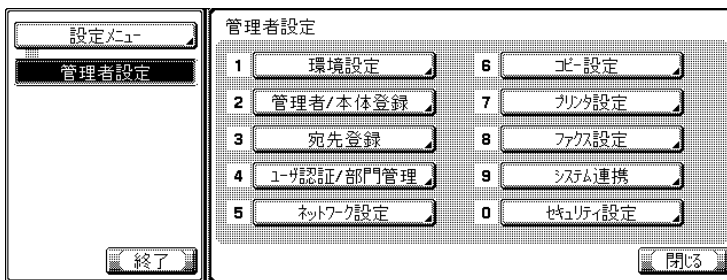 設定メニュー
管理者設定
終了
管理者設定
1 環境設定
2 管理者/本体登録
3 宛先登録
4 ユーザ認証/部門管理
5 ネットワーク設定
6 コピー設定
7 プリンタ設定
8 ファクス設定
9 システム連携
0 セキュリティ設定
閉じる